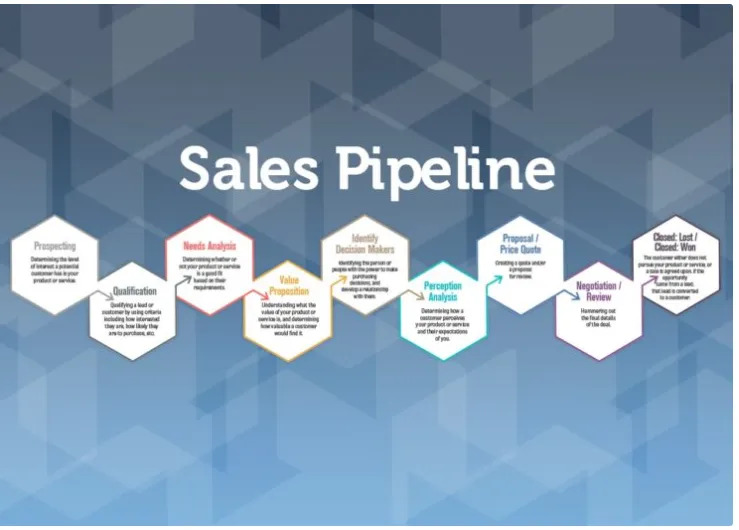 Sales Pipeline
Prospecting
Determining the level
of interest a potential
customer has in your
product or service.
Qualification
Qualifying a lead or
customer by using criteria
including how interested
they are, how likely they
are to purchase, etc.
Needs Analysis
Determining whether or
not your product or service
is a good fit
based on their
requirements.
Value
Proposition
Understanding what the
value of your product or
service is, and determining
how valuable a customer
would find it.
Identify
Decision Makers
Identifying the person or
people with the power to make
purchasing
decisions, and
develop a relationship
with them.
Perception
Analysis
Determining how a
customer perceives
your product or service
and their expectations
of you.
Proposal /
Price Quote
Creating a quote and/or
a proposal
for review.
Negotiation /
Review
Hammering out
the final details
of the deal.
Closed: Lost /
Closed: Won
The customer either does not
pursue your product or service, or
a sale is agreed upon. If the
opportunity
came from a lead,
that lead is converted
to a customer.